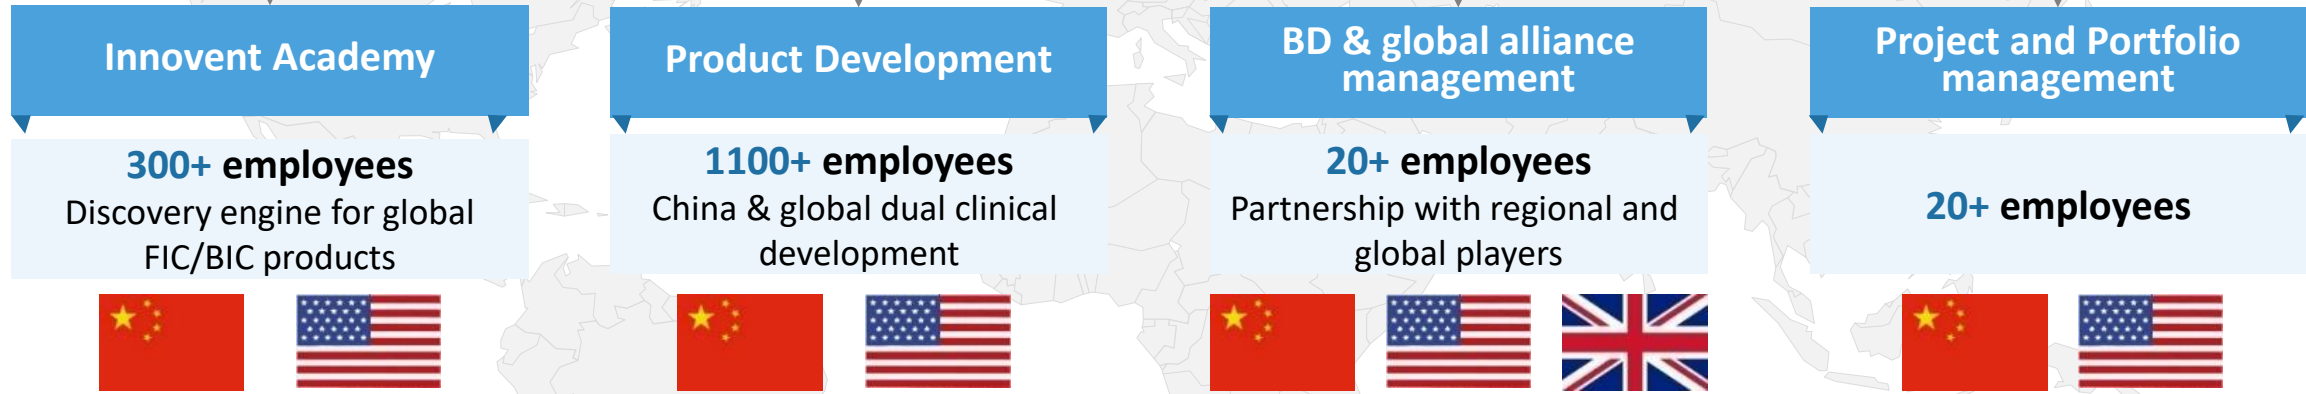 Innovent Academy
300+ employees
Discovery engine for global
FIC/BIC products
Product Development
1100+ employees
China & global dual clinical
development
BD & global alliance
management
20+ employees
Partnership with regional and
global players
Project and Portfolio
management
20+ employees